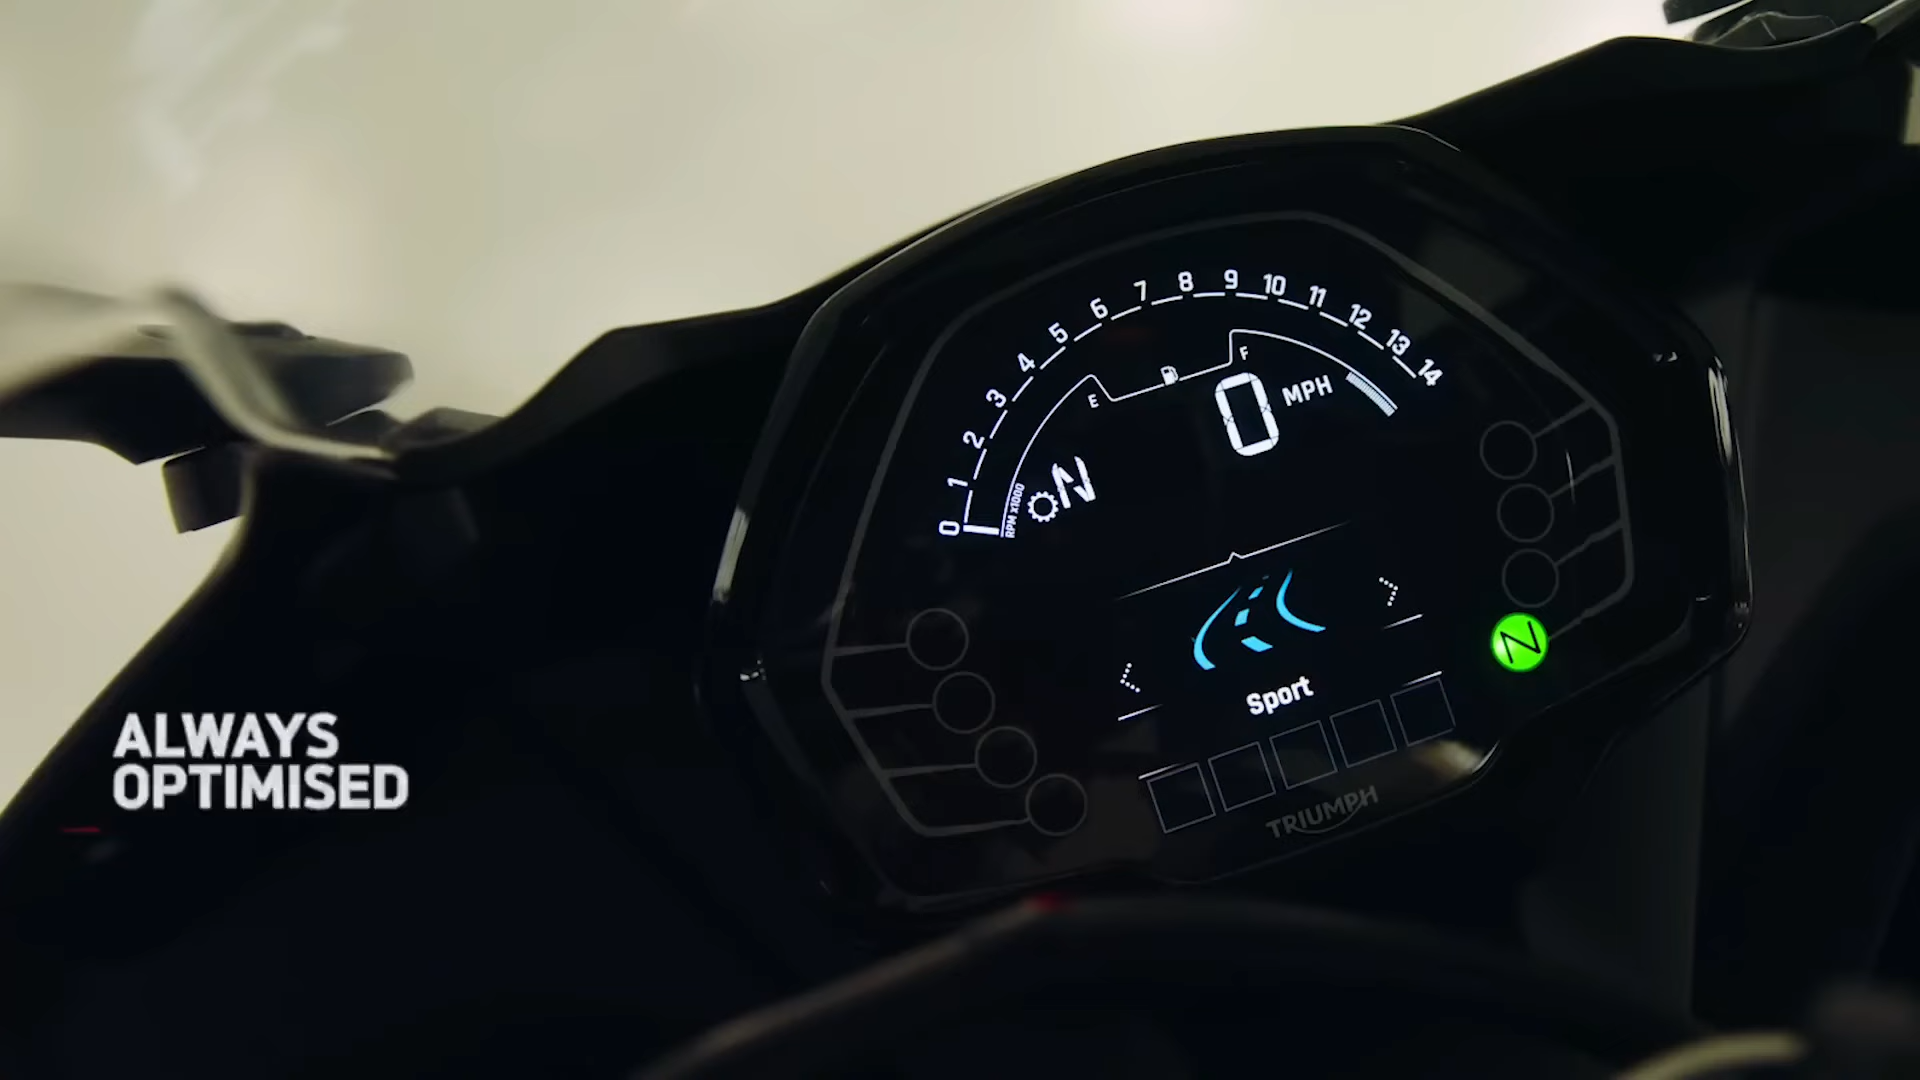 0 1 2 3 4 5 6 7 8 9 10 11 12 13 14
RPM x1000
E F
0 MPH
N
N
Sport
TRIUMPH
ALWAYS
OPTIMISED